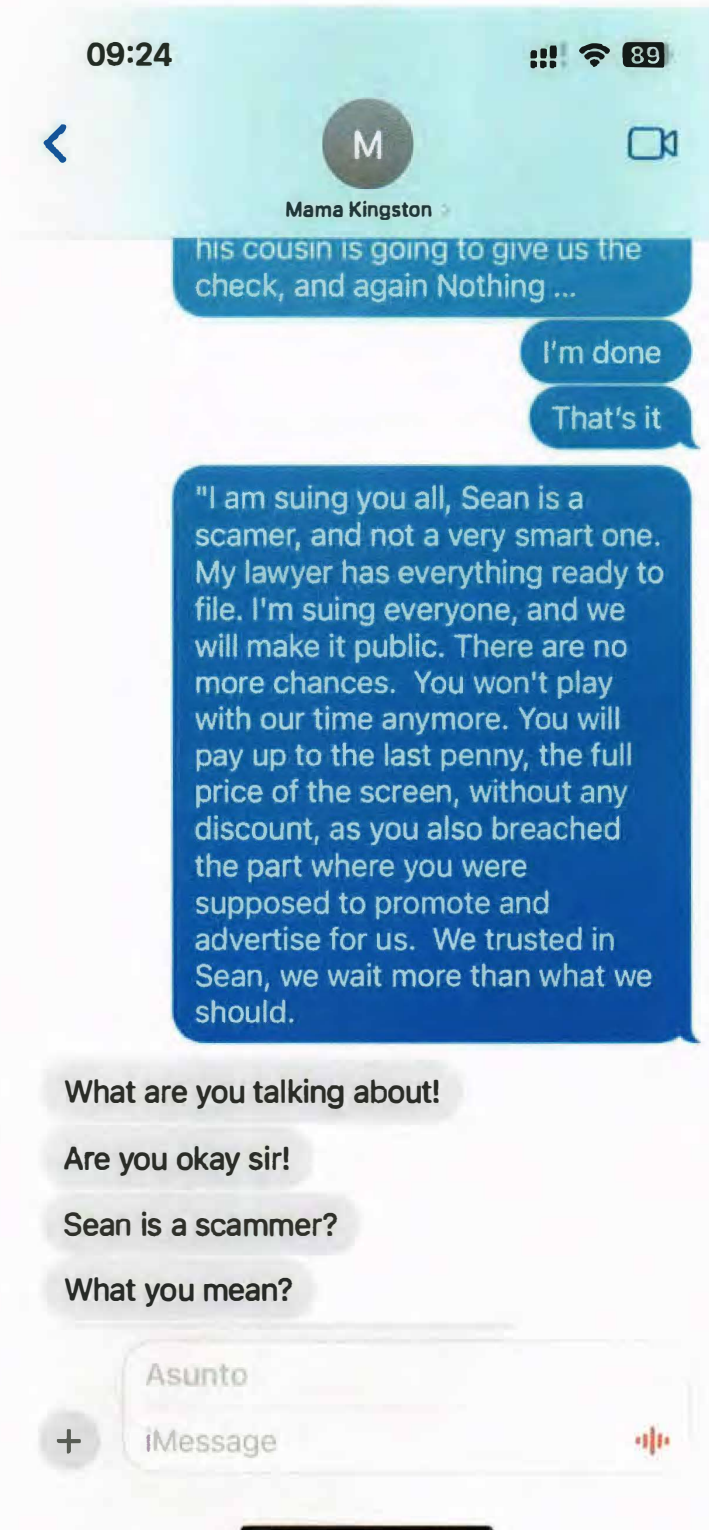 09:24
89
M
Mama Kingston
his cousin is going to give us the
check, and again Nothing ...
I'm done
That's it
"I am suing you all, Sean is a
scamer, and not a very smart one.
My lawyer has everything ready to
file. I'm suing everyone, and we
will make it public. There are no
more chances.  You won't play
with our time anymore. You will
pay up to the last penny, the full
price of the screen, without any
discount, as you also breached
the part where you were
supposed to promote and
advertise for us.  We trusted in
Sean, we wait more than what we
should.
What are you talking about!
Are you okay sir!
Sean is a scammer?
What you mean?
Asunto
iMessage